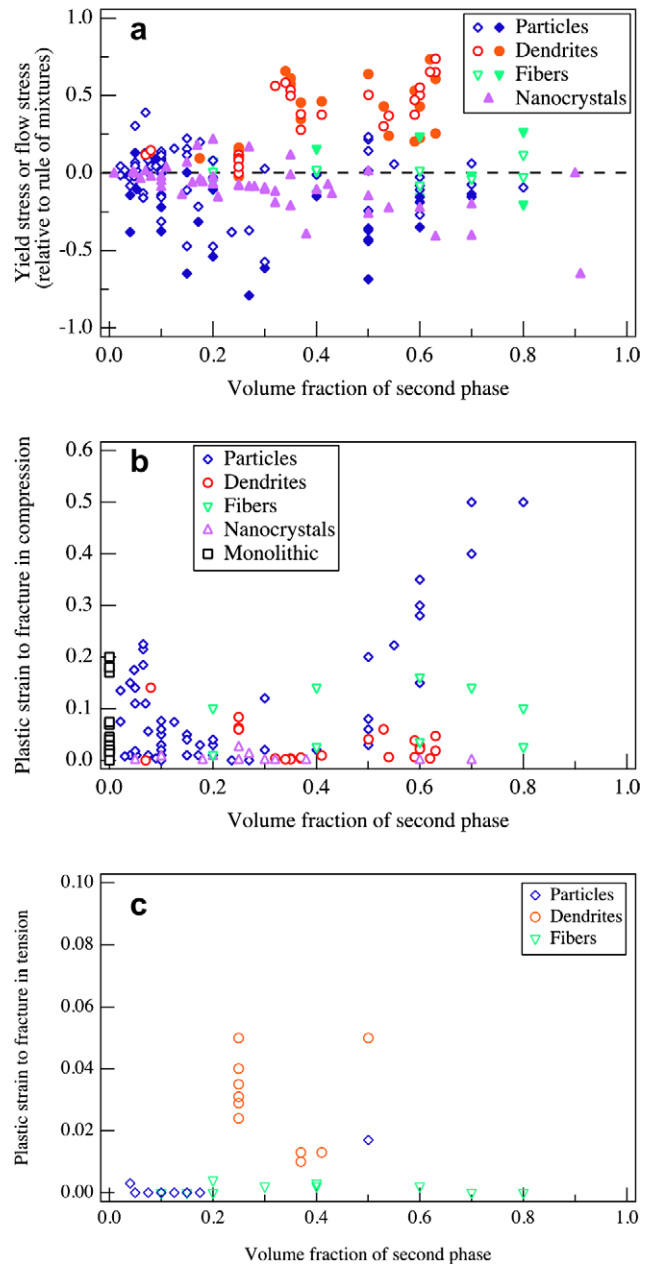 a
Particles
Dendrites
Fibers
Nanocrystals
Yield stress or flow stress
(relative to rule of mixtures)
1.0
0.5
0.0
-0.5
-1.0
0.0 0.2 0.4 0.6 0.8 1.0
Volume fraction of second phase
b
Particles
Dendrites
Fibers
Nanocrystals
Monolithic
Plastic strain to fracture in compression
0.6
0.5
0.4
0.3
0.2
0.1
0.0
0.0 0.2 0.4 0.6 0.8 1.0
Volume fraction of second phase
c
Particles
Dendrites
Fibers
Plastic strain to fracture in tension
0.10
0.08
0.06
0.04
0.02
0.00
0.0 0.2 0.4 0.6 0.8 1.0
Volume fraction of second phase